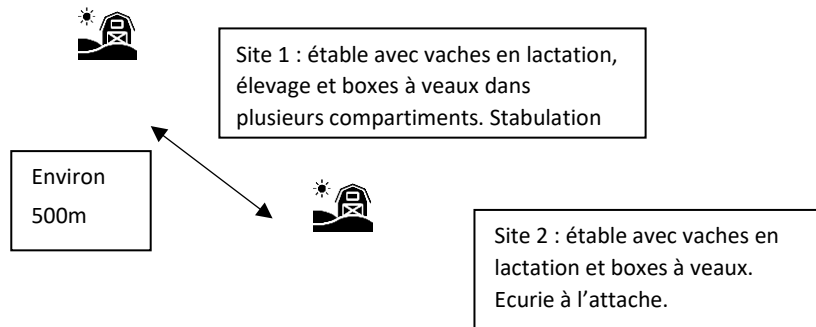 Site 1 : étable avec vaches en lactation,
élevage et boxes à veaux dans
plusieurs compartiments. Stabulation
Environ
500m
Site 2 : étable avec vaches en
lactation et boxes à veaux.
Ecurie à l’attache.